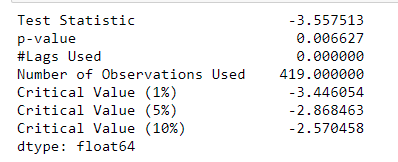 Test Statistic -3.557513
p-value 0.006627
#Lags Used 0.000000
Number of Observations Used 419.000000
Critical Value (1%) -3.446054
Critical Value (5%) -2.868463
Critical Value (10%) -2.570458
dtype: float64